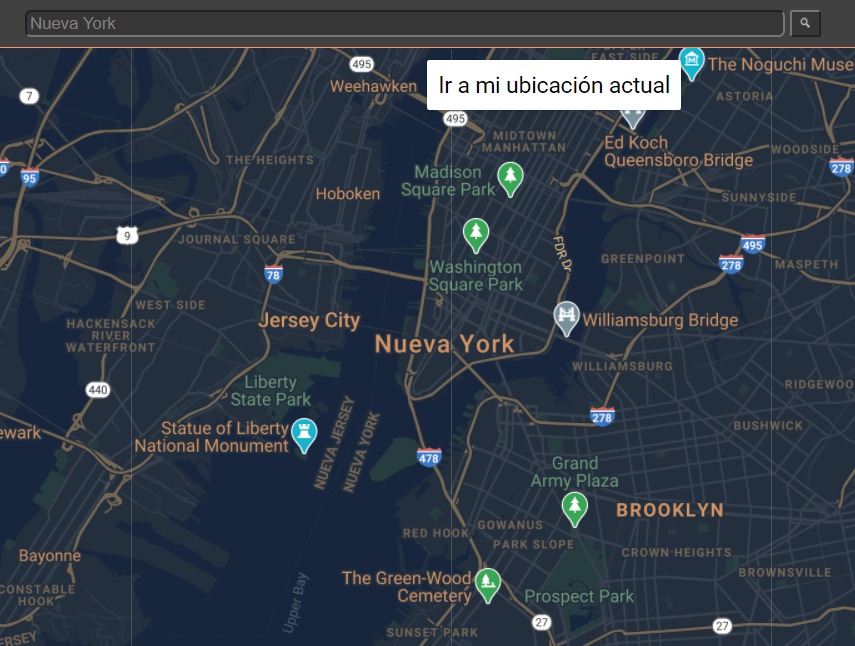 Nueva York
EAST SIDE
495
Ir a mi ubicación actual
The Noguchi Muse
Weehawken
7
ASTORIA
495
MIDTOWN
MANHATTAN
Ed Koch
Queensboro Bridge
WOODSIDE
THE HEIGHTS
0
95
Madison
Square Park
278
Hoboken
SUNNYSIDE
9
JOURNAL SQUARE
FDR Dr
495
GREENPOINT
278
MASPETH
78
Washington
Square Park
WEST SIDE
HACKENSACK
RIVER
WATERFRONT
Jersey City
Williamsburg Bridge
Nueva York
WILLIAMSBURG
440
Liberty
State Park
RIDGEWOO
278
BUSHWICK
ewark
Statue of Liberty
National Monument
NUEVA JERSEY
NUEVA YORK
478
Grand
Army Plaza
BROOKLYN
GOWANUS
RED HOOK
PARK SLOPE
CROWN HEIGHTS
Bayonne
BROWNSVILLE
CONSTABLE
HOOK
The Green-Wood
Cemetery
Upper Bay
Prospect Park
27
27
SUNSET PARK
ERSEY